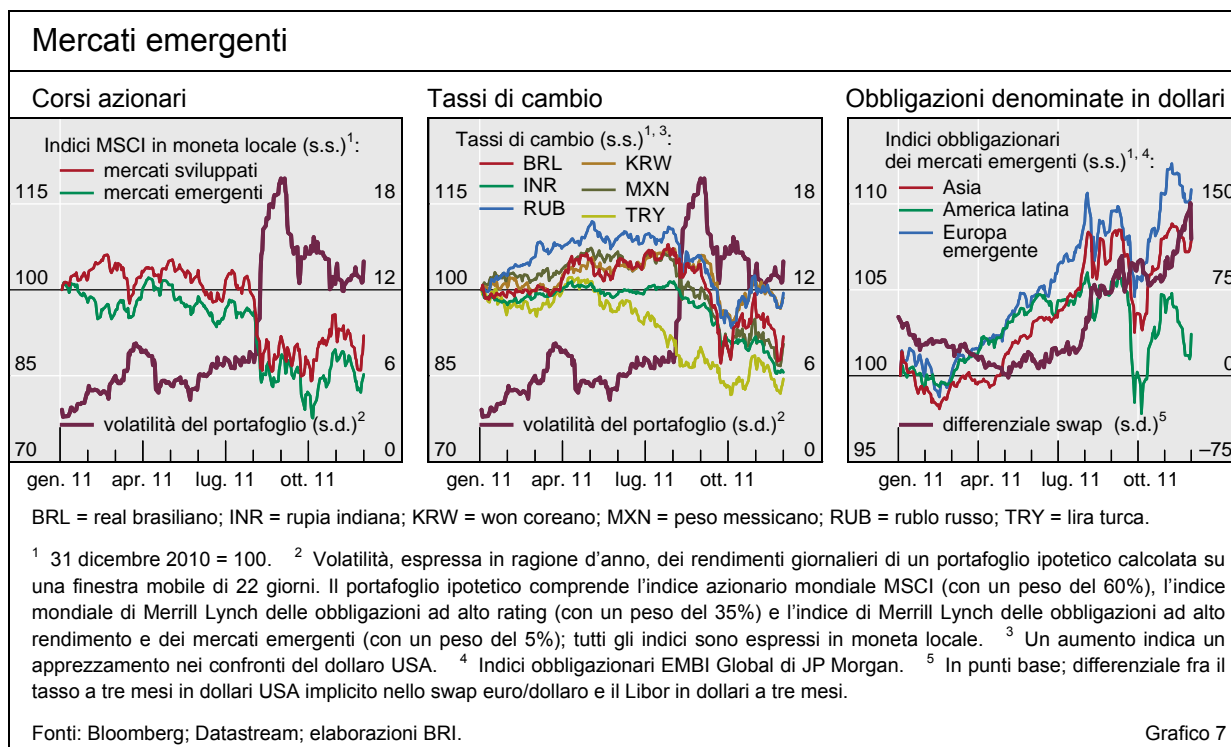 Mercati emergenti
Corsi azionari
Indici MSCI in moneta locale (s.s.)1:
mercati sviluppati
mercati emergenti
115
18
100
12
85
6
volatilità del portafoglio (s.d.)2
70
0
gen. 11 apr. 11 lug. 11 ott. 11
Tassi di cambio
Tassi di cambio (s.s.)1, 3:
BRL KRW
INR MXN
RUB TRY
115
18
100
12
85
6
volatilità del portafoglio (s.d.)2
70
0
gen. 11 apr. 11 lug. 11 ott. 11
Obbligazioni denominate in dollari
Indici obbligazionari
dei mercati emergenti (s.s.)1, 4:
Asia
America latina
Europa
emergente
110
150
105
75
100
0
differenziale swap (s.d.)5
95
–75
gen. 11 apr. 11 lug. 11 ott. 11
BRL = real brasiliano; INR = rupia indiana; KRW = won coreano; MXN = peso messicano; RUB = rublo russo; TRY = lira turca.
1 31 dicembre 2010 = 100. 2 Volatilità, espressa in ragione d’anno, dei rendimenti giornalieri di un portafoglio ipotetico calcolata su
una finestra mobile di 22 giorni. Il portafoglio ipotetico comprende l’indice azionario mondiale MSCI (con un peso del 60%), l’indice
mondiale di Merrill Lynch delle obbligazioni ad alto rating (con un peso del 35%) e l’indice di Merrill Lynch delle obbligazioni ad alto
rendimento e dei mercati emergenti (con un peso del 5%); tutti gli indici sono espressi in moneta locale. 3 Un aumento indica un
apprezzamento nei confronti del dollaro USA. 4 Indici obbligazionari EMBI Global di JP Morgan. 5 In punti base; differenziale fra il
tasso a tre mesi in dollari USA implicito nello swap euro/dollaro e il Libor in dollari a tre mesi.
Fonti: Bloomberg; Datastream; elaborazioni BRI.
Grafico 7